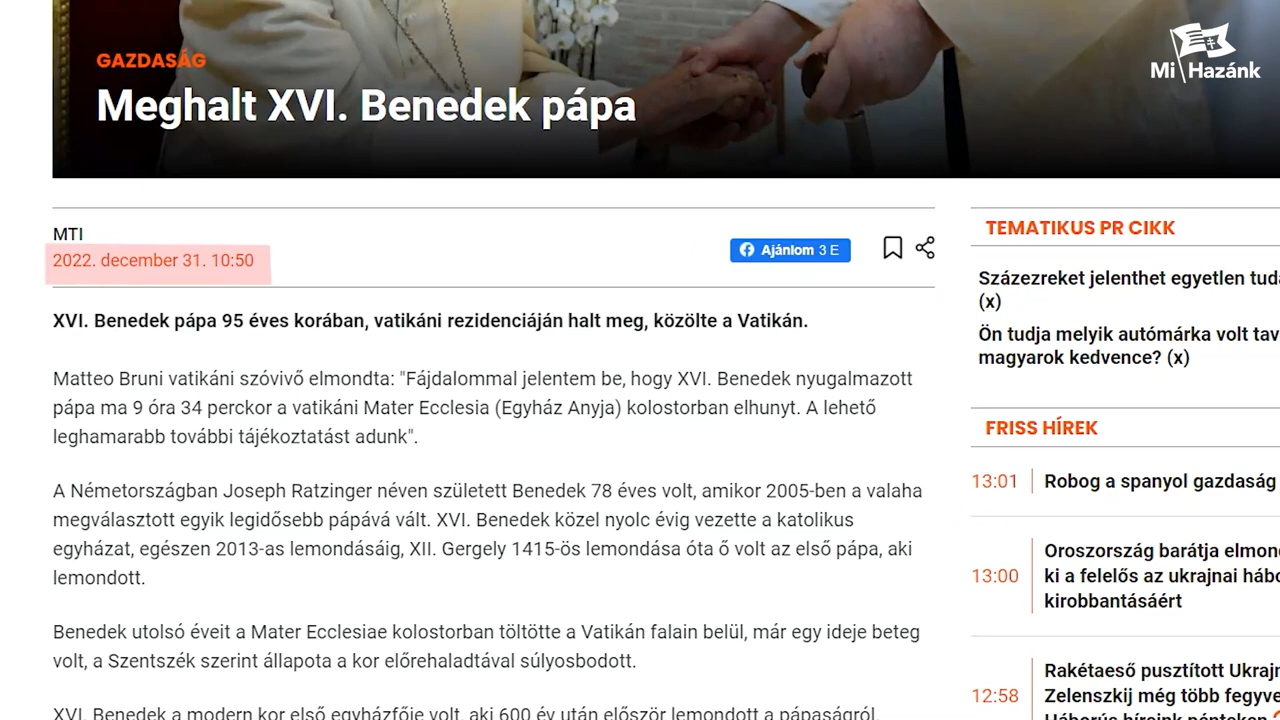 Mi Hazánk
GAZDASÁG
Meghalt XVI. Benedek pápa
MTI
2022. december 31. 10:50
Ajánlom 3 E
XVI. Benedek pápa 95 éves korában, vatikáni rezidenciáján halt meg, közölte a Vatikán.
Matteo Bruni vatikáni szóvivő elmondta: "Fájdalommal jelentem be, hogy XVI. Benedek nyugalmazott
pápa ma 9 óra 34 perckor a vatikáni Mater Ecclesia (Egyház Anyja) kolostorban elhunyt. A lehető
leghamarabb további tájékoztatást adunk".
A Németországban Joseph Ratzinger néven született Benedek 78 éves volt, amikor 2005-ben a valaha
megválasztott egyik legidősebb pápává vált. XVI. Benedek közel nyolc évig vezette a katolikus
egyházat, egészen 2013-as lemondásáig, XII. Gergely 1415-ös lemondása óta ő volt az első pápa, aki
lemondott.
Benedek utolsó éveit a Mater Ecclesiae kolostorban töltötte a Vatikán falain belül, már egy ideje beteg
volt, a Szentszék szerint állapota a kor előrehaladtával súlyosbodott.
XVI. Benedek a modern kor első egyházfője volt, aki 600 év után először lemondott a pápaságról.
TEMATIKUS PR CIKK
Százezreket jelenthet egyetlen
(x)
Ön tudja melyik autómárka volt
magyarok kedvence? (x)
FRISS HÍREK
13:01 Robog a spanyol gazdaság
13:00 Oroszország barátja
ki a felelős az ukrajnai
kirobbantásáért
12:58 Rakétaeső pusztított
Zelenszkij még több
Háborús híreink pénteken